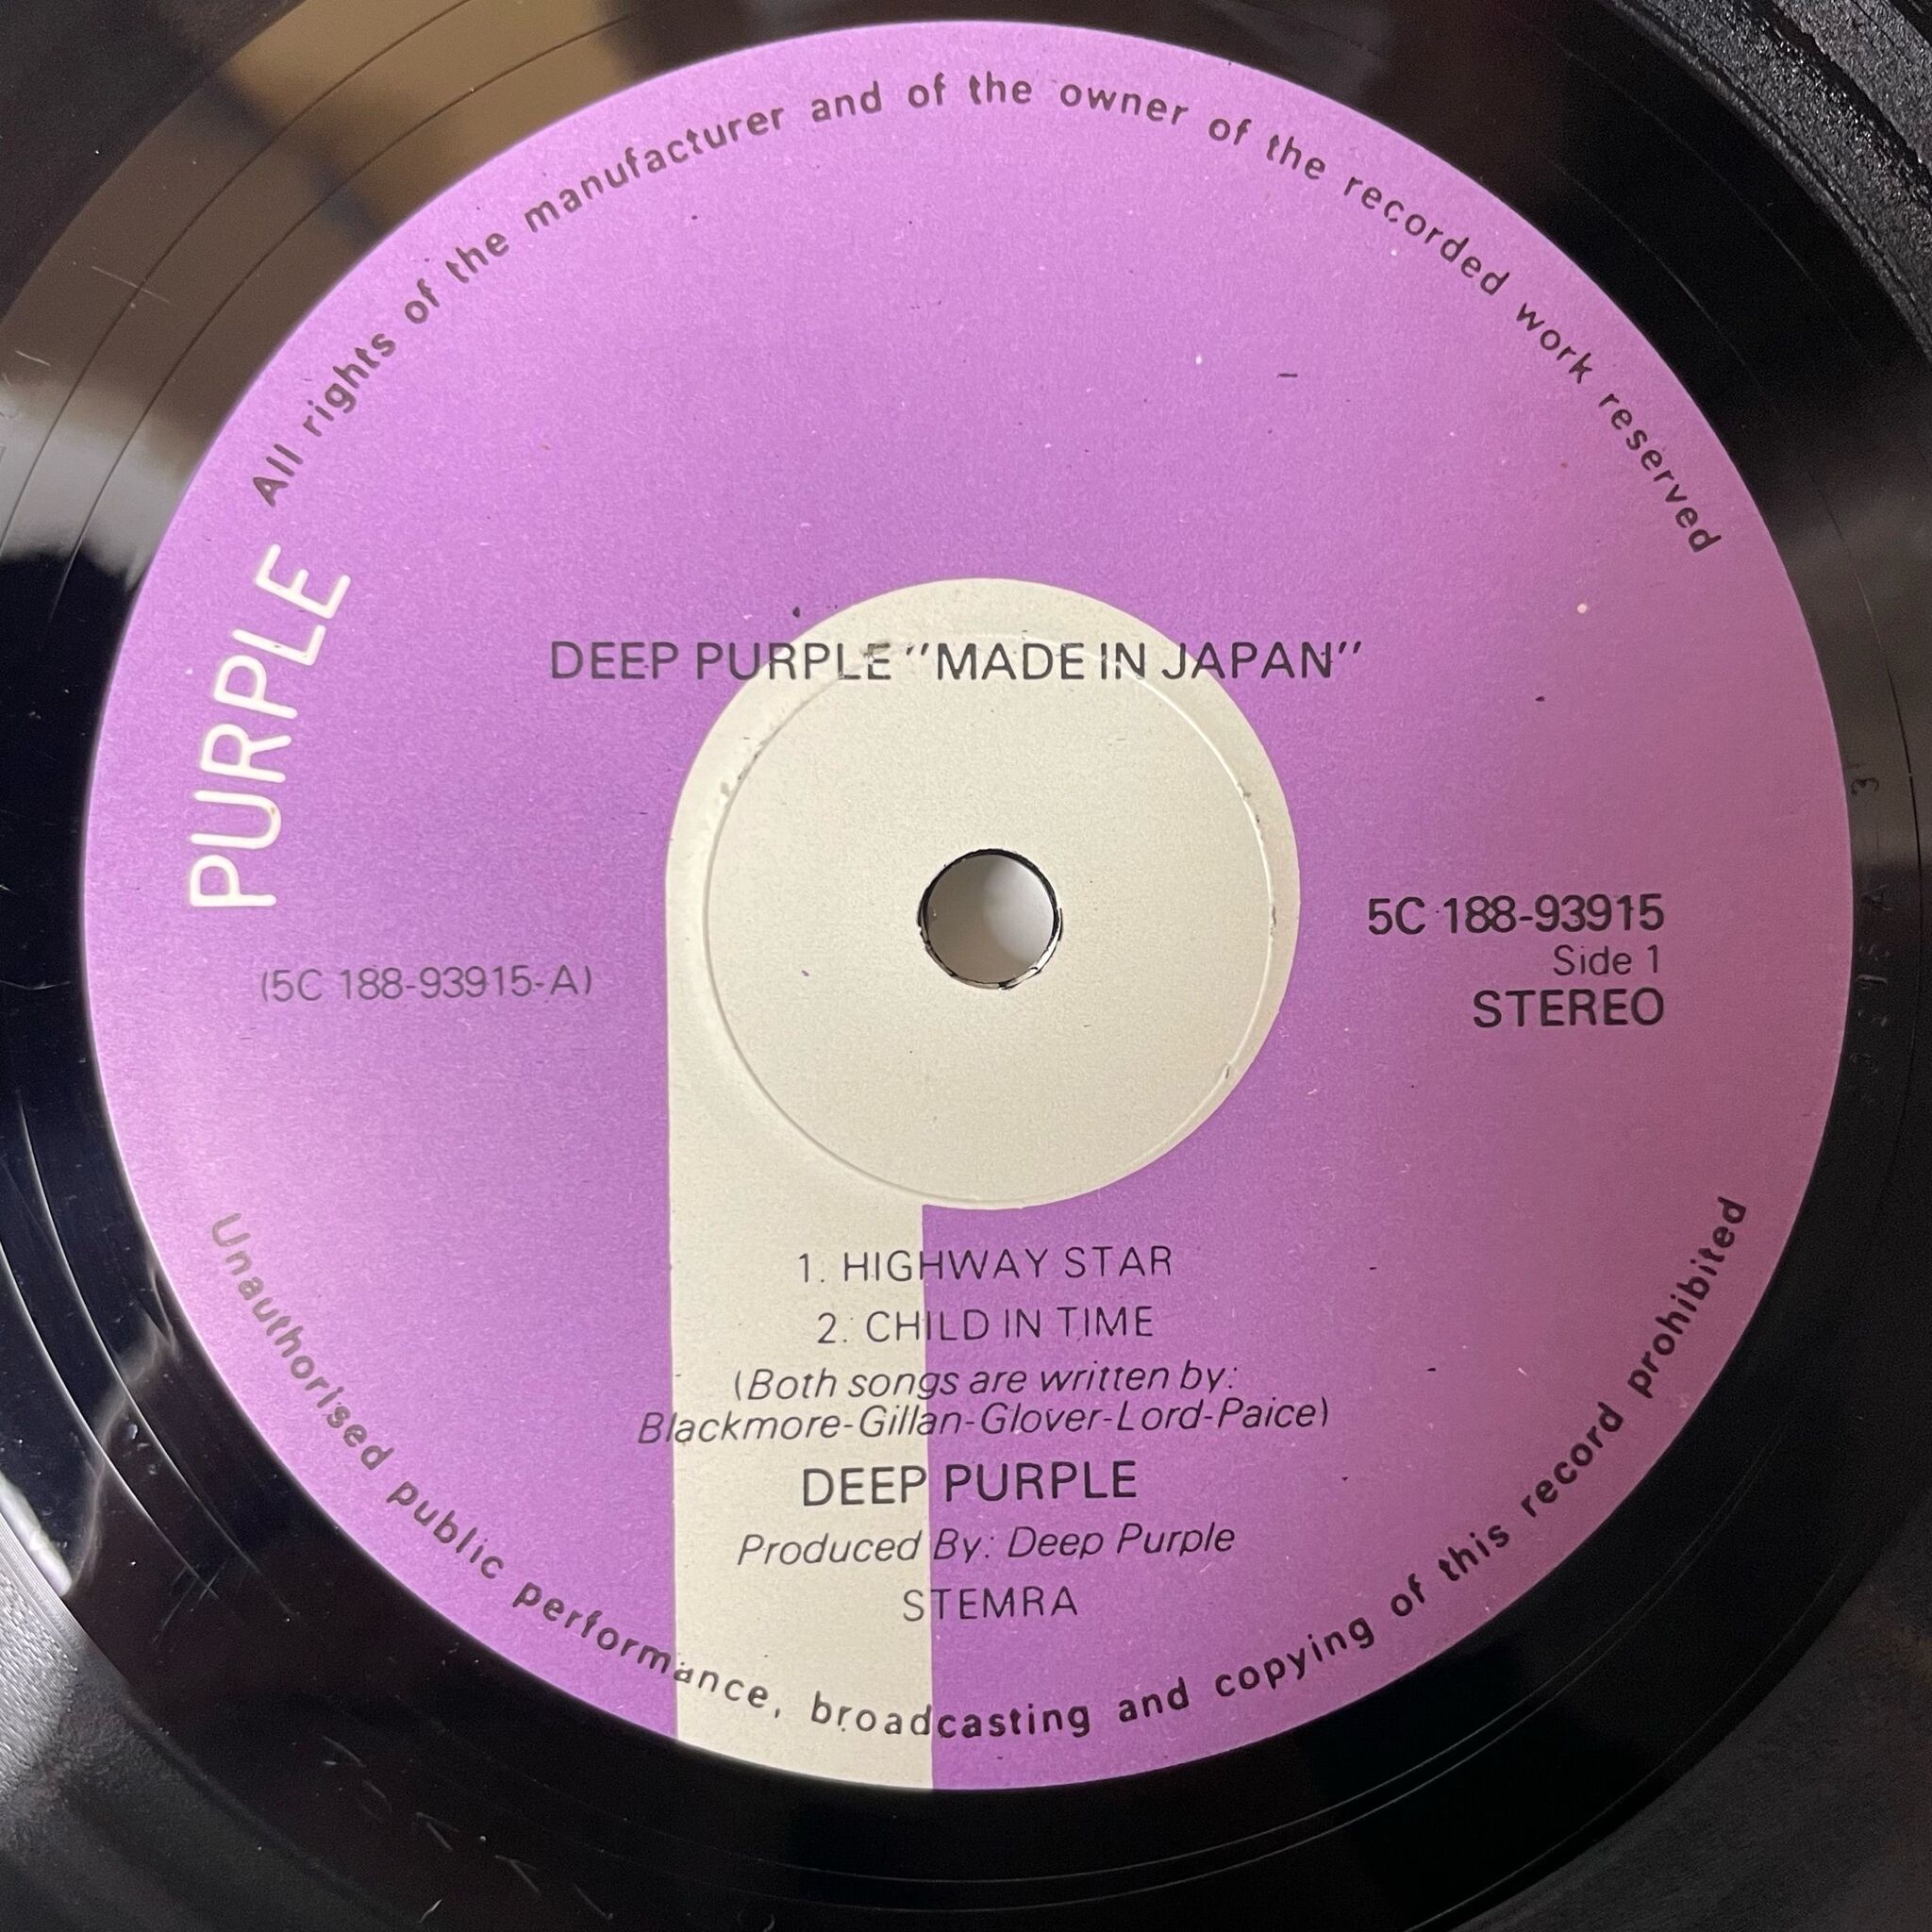 All rights of the manufacturer and of the owner of the recorded work reserved
PURPLE
DEEP PURPLE "MADE IN JAPAN"
5C 188-93915
Side 1
STEREO
(5C 188-93915-A)
1. HIGHWAY STAR
2. CHILD IN TIME
(Both songs are written by:
Blackmore-Gillan-Glover-Lord-Paice)
DEEP PURPLE
Produced By: Deep Purple
STEMRA
Unauthorised public performance, broadcasting and copying of this record prohibited